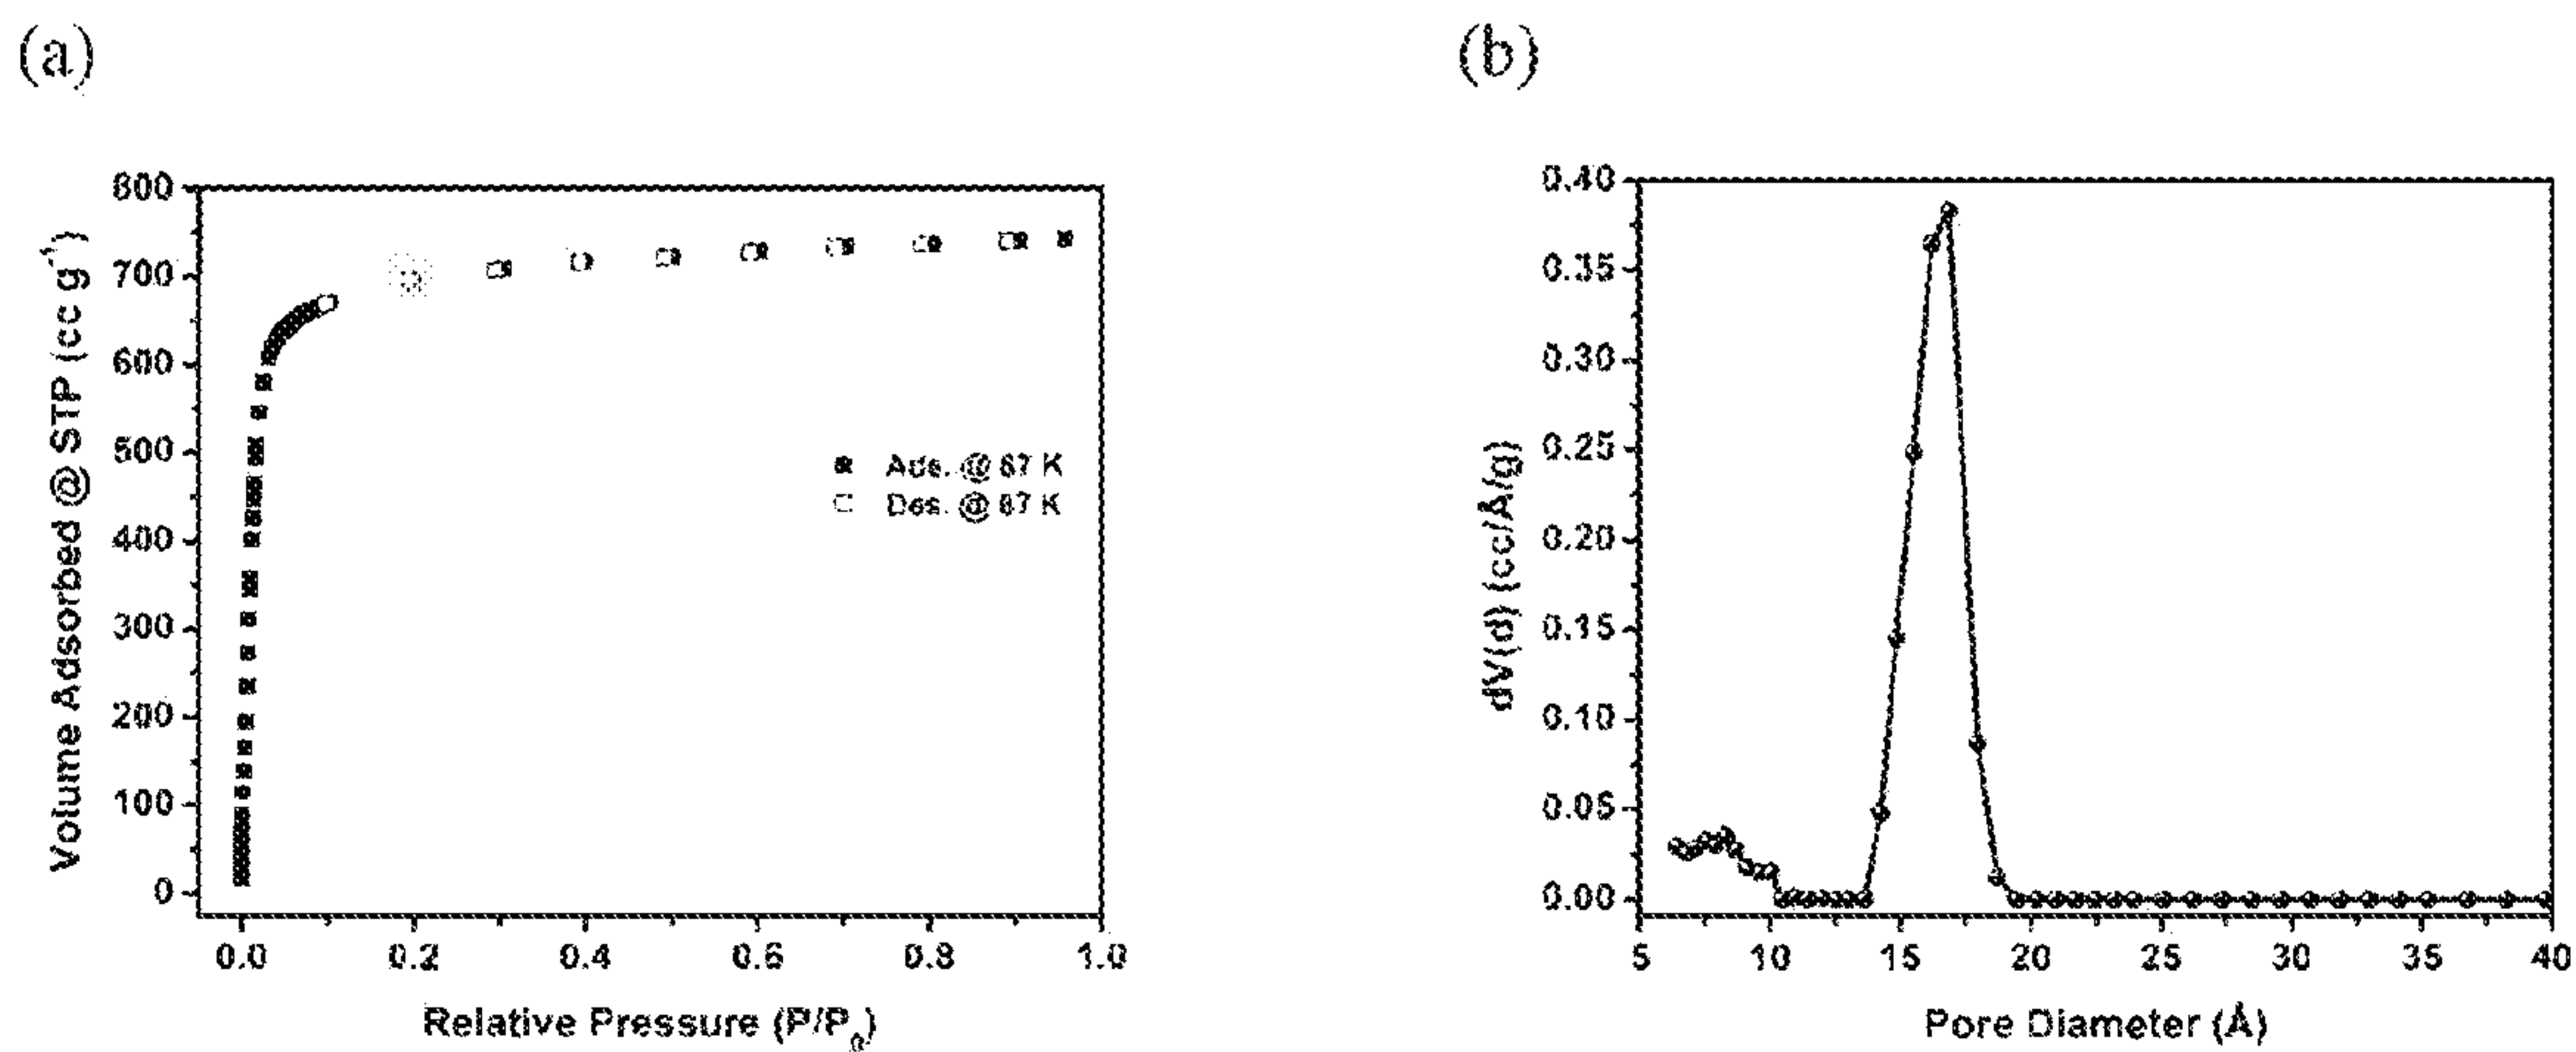 (a)
(b)
Volume Adsorbed @ STP (cc g⁻¹)
800
700
600
500
400
300
200
100
0
Ads. @ 87 K
Des. @ 87 K
0.0 0.2 0.4 0.6 0.8 1.0
Relative Pressure (P/P₀)
dV(d) (cc/Å/g)
0.40
0.35
0.30
0.25
0.20
0.15
0.10
0.05
0.00
5 10 15 20 25 30 35 40
Pore Diameter (Å)